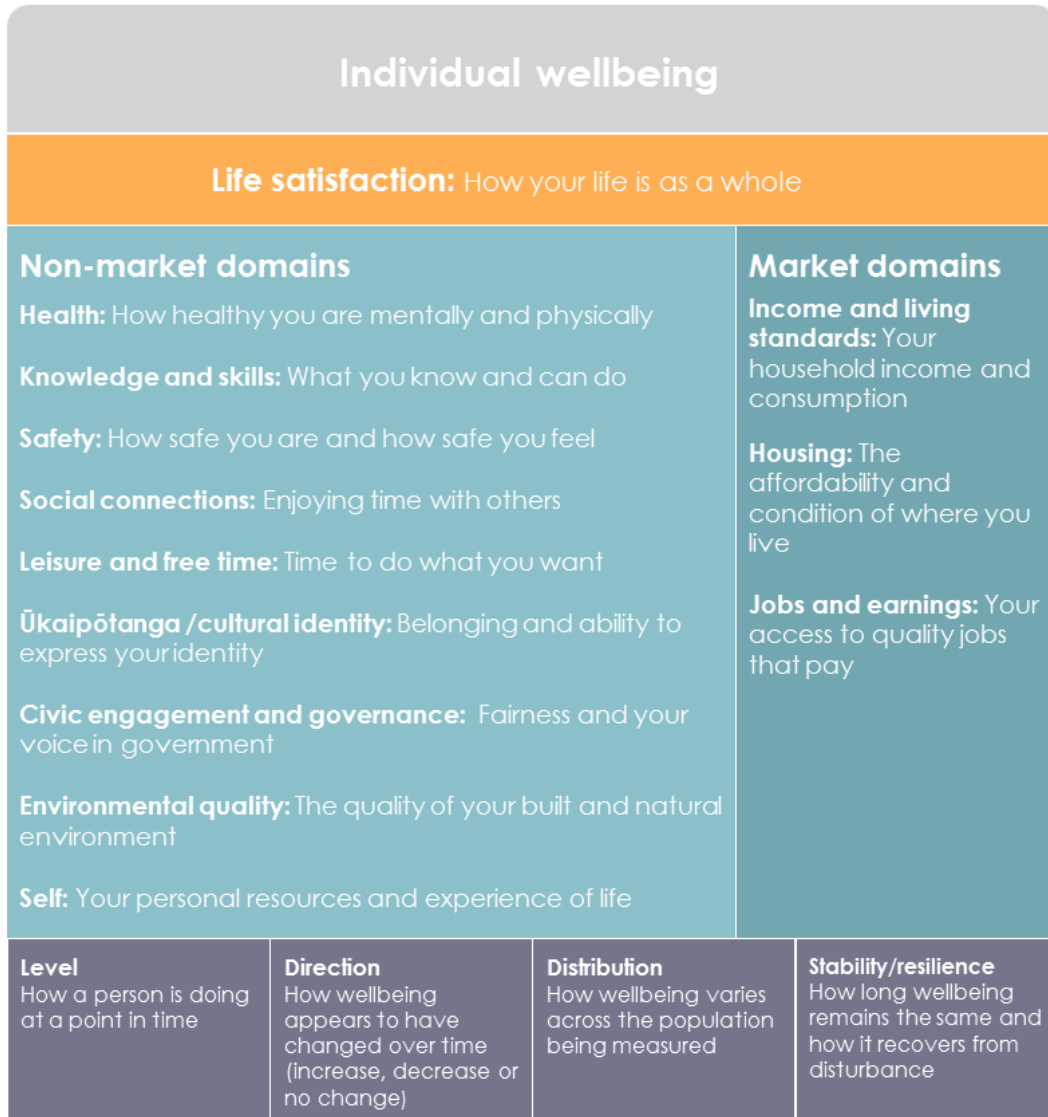 Individual wellbeing
Life satisfaction: How your life is as a whole
Non-market domains
Health: How healthy you are mentally and physically
Knowledge and skills: What you know and can do
Safety: How safe you are and how safe you feel
Social connections: Enjoying time with others
Leisure and free time: Time to do what you want
Ūkaipōtanga /cultural identity: Belonging and ability to
express your identity
Civic engagement and governance: Fairness and your
voice in government
Environmental quality: The quality of your built and natural
environment
Self: Your personal resources and experience of life
Market domains
Income and living
standards: Your
household income and
consumption
Housing: The
affordability and
condition of where you
live
Jobs and earnings: Your
access to quality jobs
that pay
Level
How a person is doing
at a point in time
Direction
How wellbeing
appears to have
changed over time
(increase, decrease or
no change)
Distribution
How wellbeing varies
across the population
being measured
Stability/resilience
How long wellbeing
remains the same and
how it recovers from
disturbance